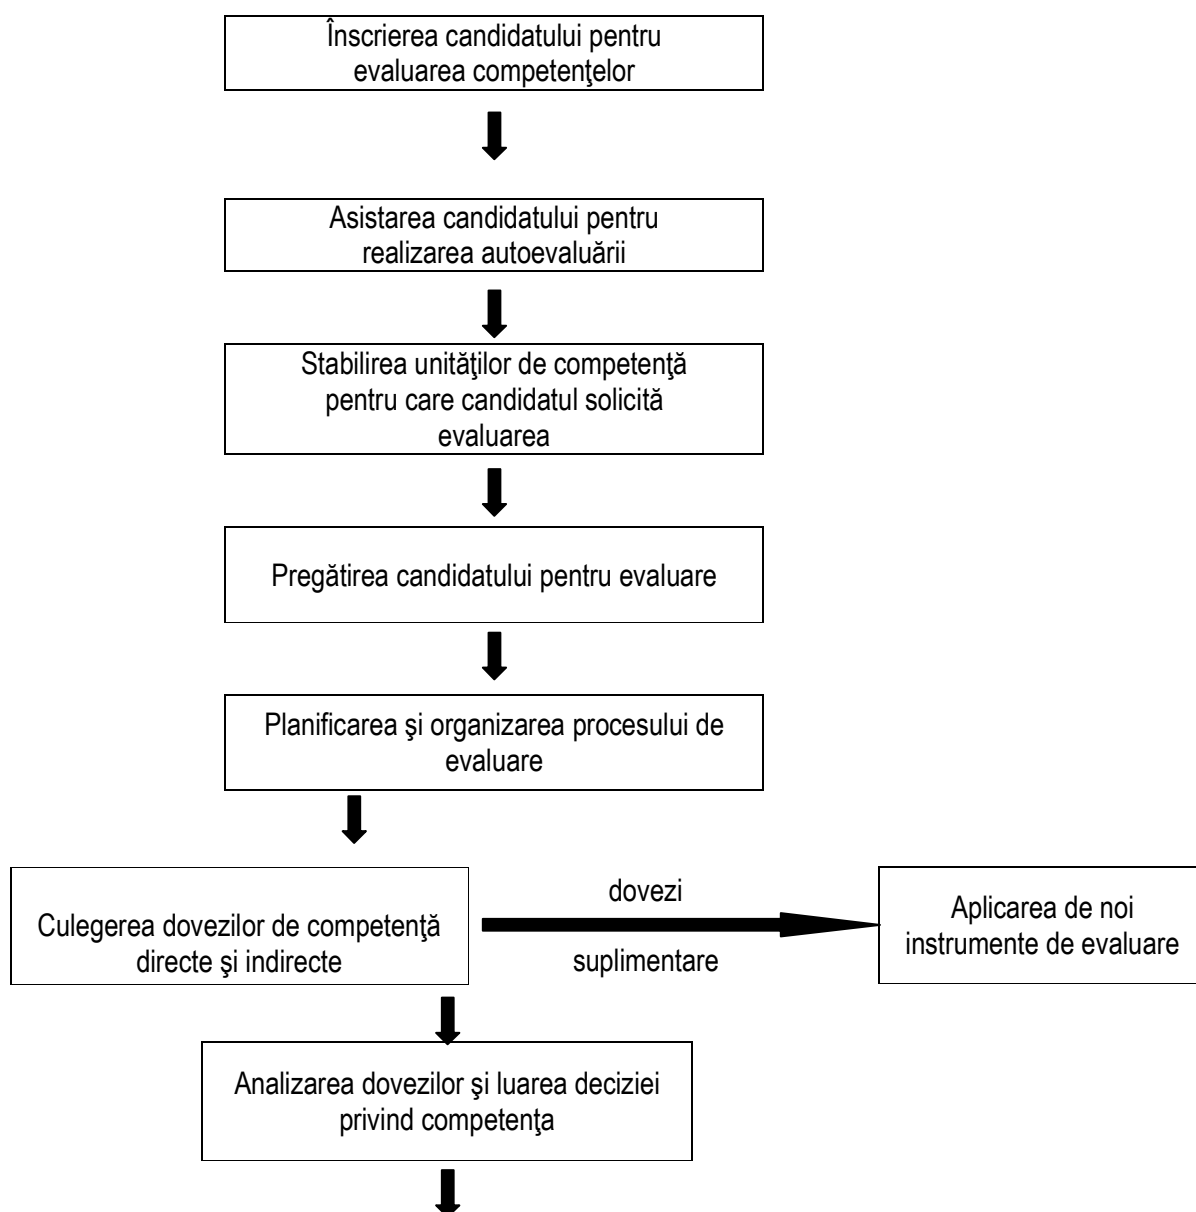 Înscrierea candidatului pentru
evaluarea competenţelor
Asistarea candidatului pentru
realizarea autoevaluării
Stabilirea unităţilor de competenţă
pentru care candidatul solicită
evaluarea
Pregătirea candidatului pentru evaluare
Planificarea şi organizarea procesului de
evaluare
Culegerea dovezilor de competenţă
directe şi indirecte
dovezi
suplimentare
Aplicarea de noi
instrumente de evaluare
Analizarea dovezilor şi luarea deciziei
privind competenţa